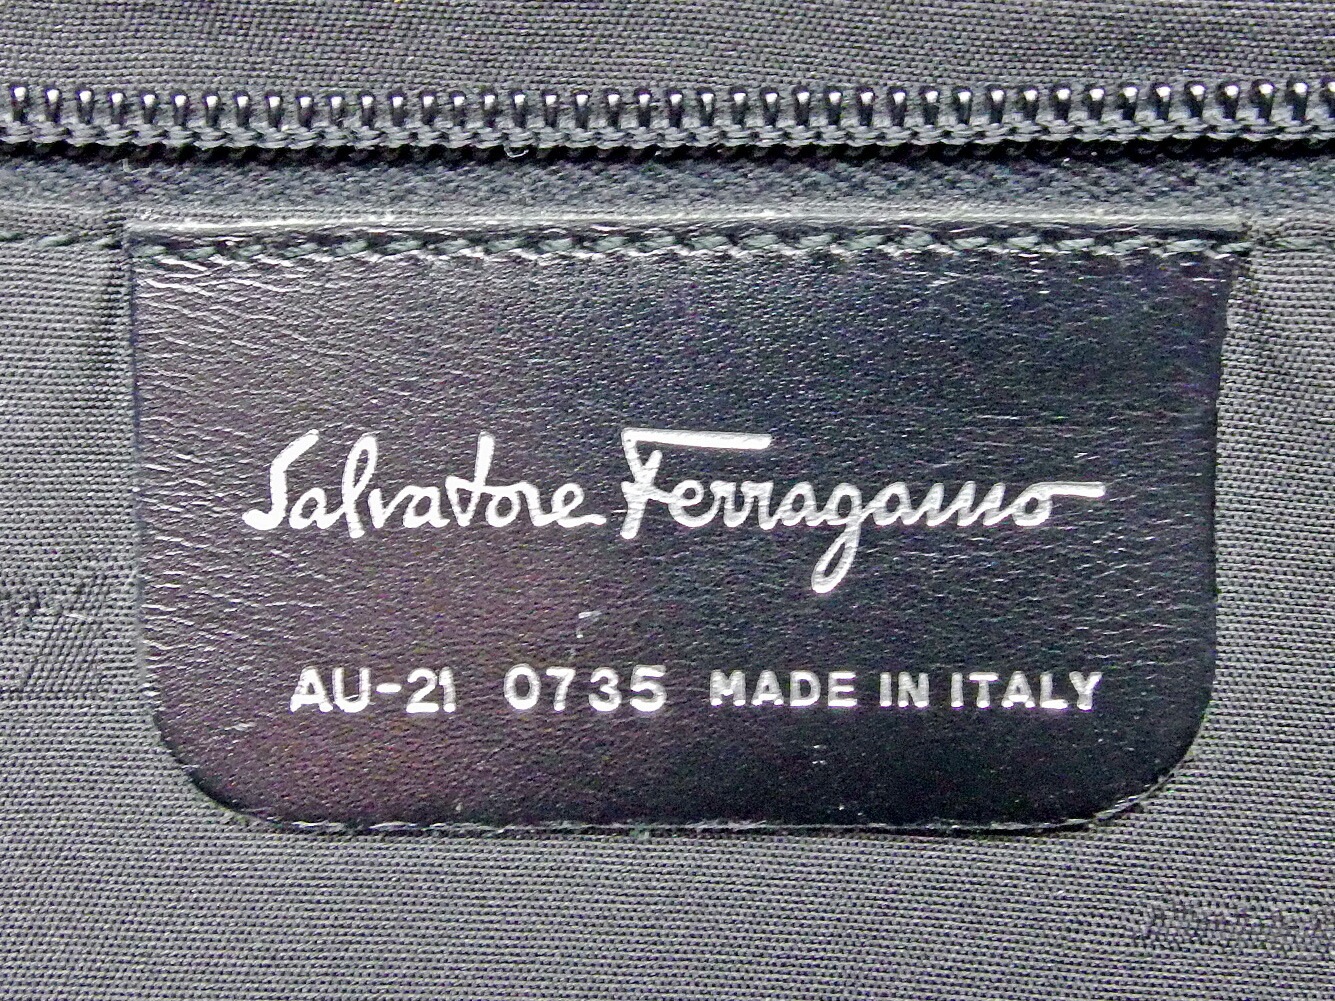 Salvatore Ferragamo
AU-21 0735 MADE IN ITALY